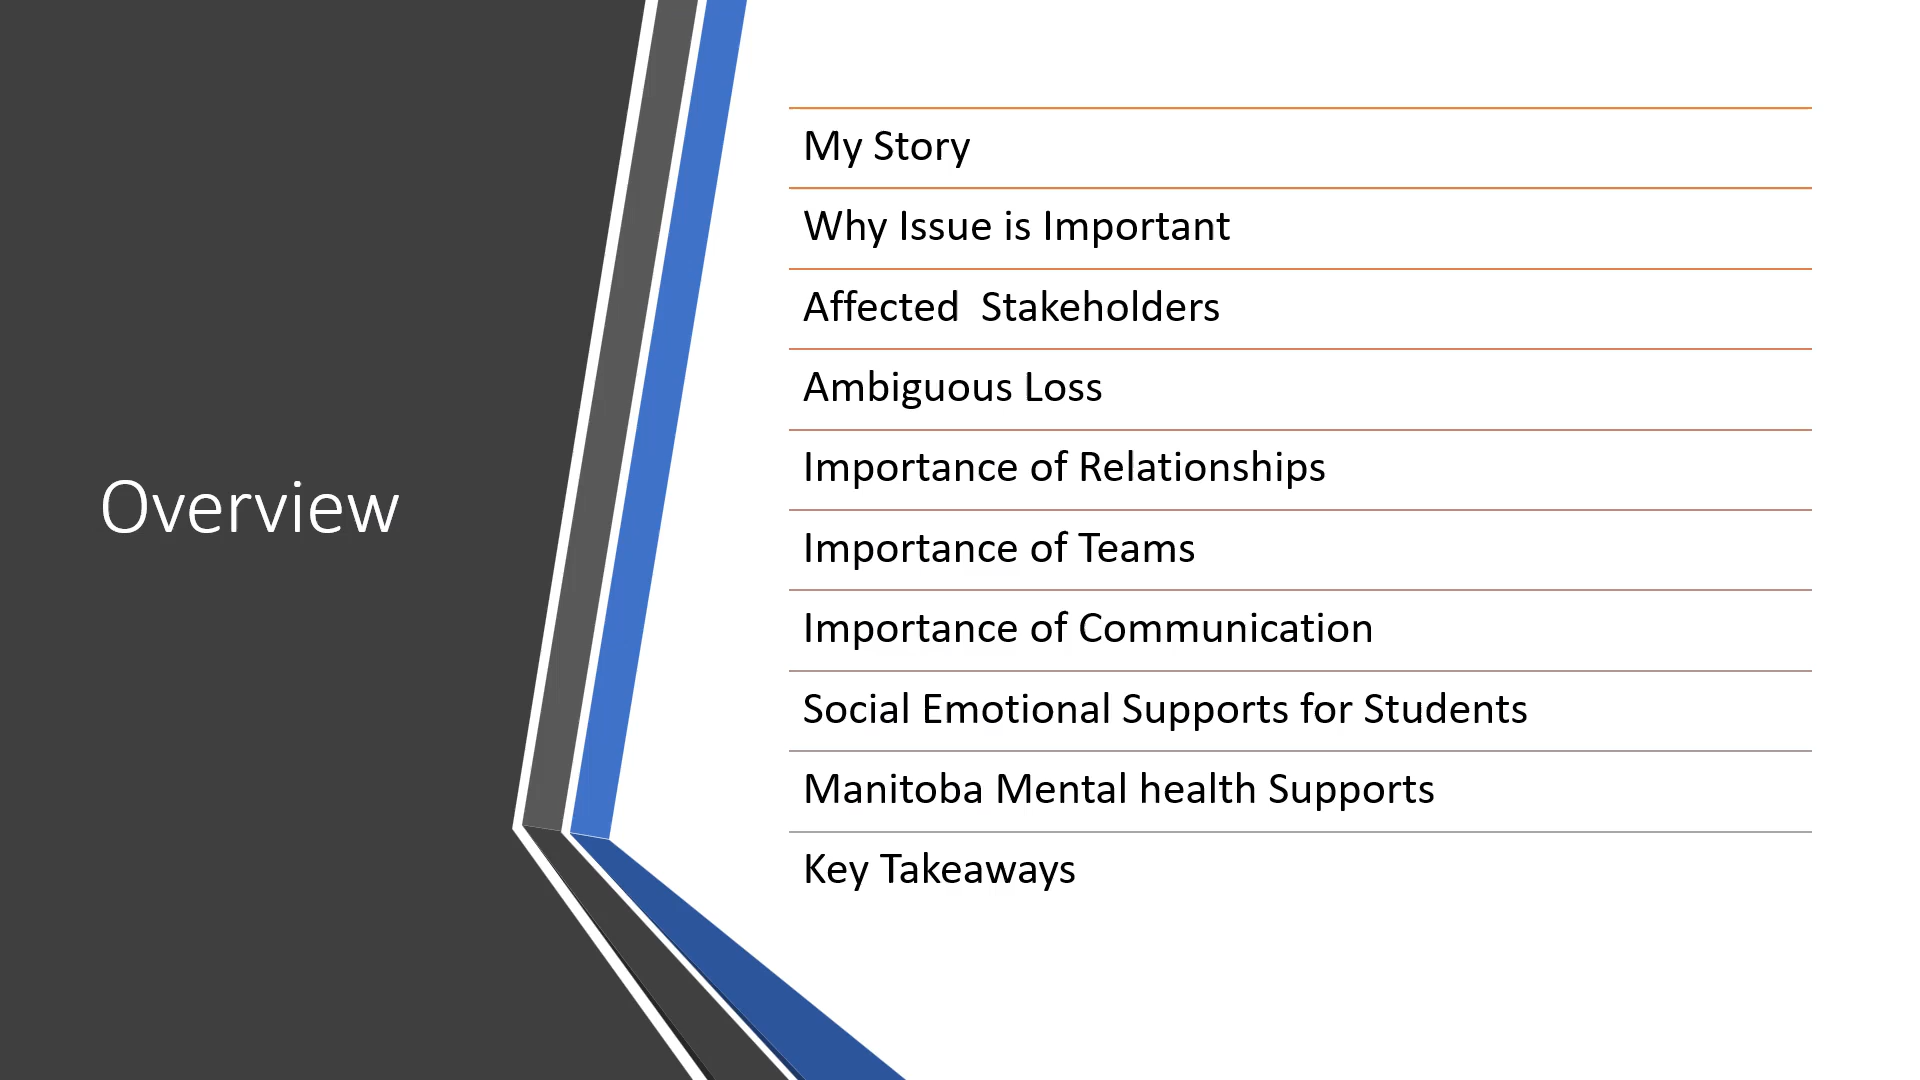 Overview
My Story
Why Issue is Important
Affected  Stakeholders
Ambiguous Loss
Importance of Relationships
Importance of Teams
Importance of Communication
Social Emotional Supports for Students
Manitoba Mental health Supports
Key Takeaways